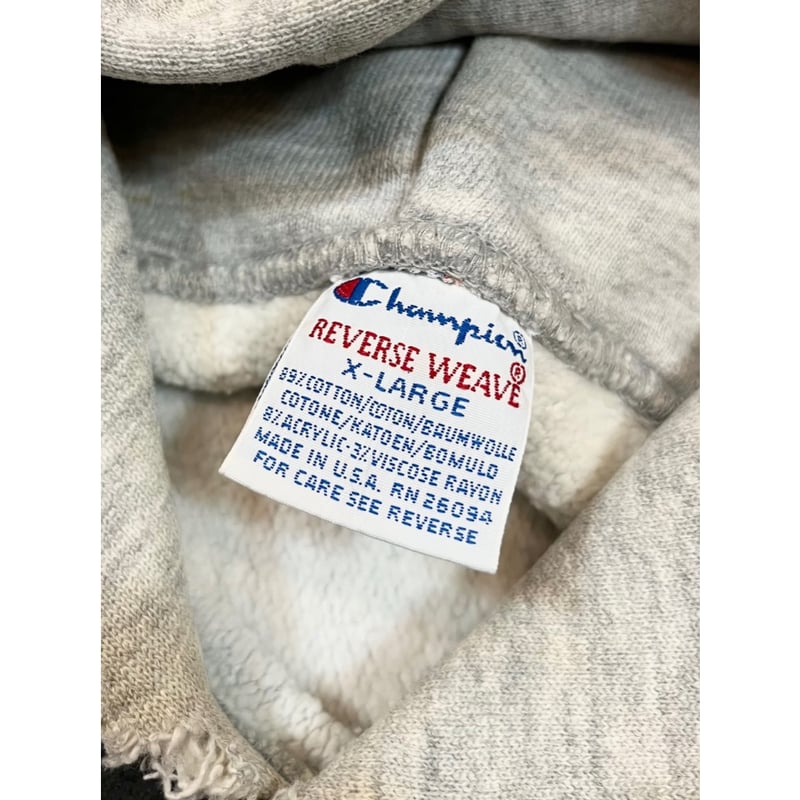 Champion®
REVERSE WEAVE®
X-LARGE
89% COTTON/COTON/BAUMWOLLE
COTONE/KATOEN/BOMULD
8% ACRYLIC-3% VISCOSE RAYON
MADE IN U.S.A. RN 26094
FOR CARE SEE REVERSE